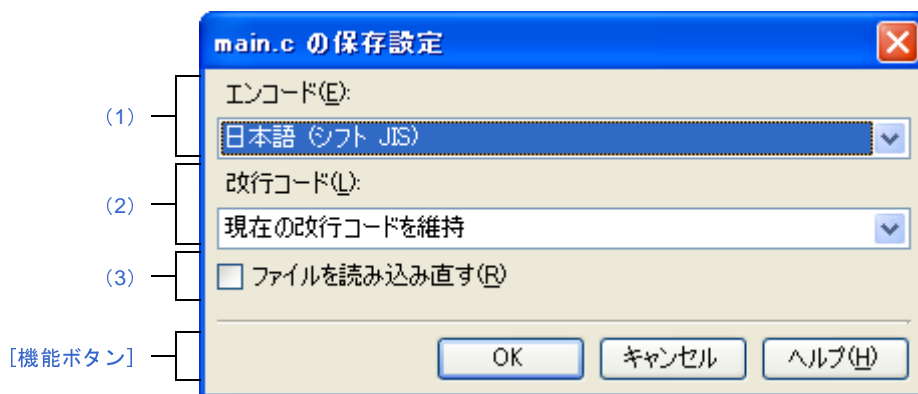 main.c の保存設定
(1)
エンコード(E):
日本語 (シフト JIS)
(2)
改行コード(L):
現在の改行コードを維持
(3)
ファイルを読み込み直す(R)
[機能ボタン]
OK
キャンセル
ヘルプ(H)